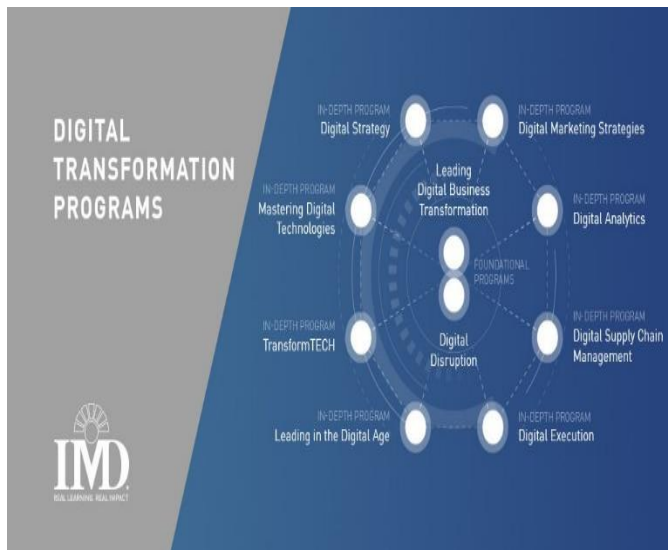 DIGITAL
TRANSFORMATION
PROGRAMS
IMD
REAL LEARNING. REAL IMPACT
IN-DEPTH PROGRAM
Digital Strategy
IN-DEPTH PROGRAM
Digital Marketing Strategies
Leading
Digital Business
Transformation
IN-DEPTH PROGRAM
Mastering Digital
Technologies
IN-DEPTH PROGRAM
Digital Analytics
FOUNDATIONAL
PROGRAMS
IN-DEPTH PROGRAM
TransformTECH
Digital
Disruption
IN-DEPTH PROGRAM
Digital Supply Chain
Management
IN-DEPTH PROGRAM
Leading in the Digital Age
IN-DEPTH PROGRAM
Digital Execution